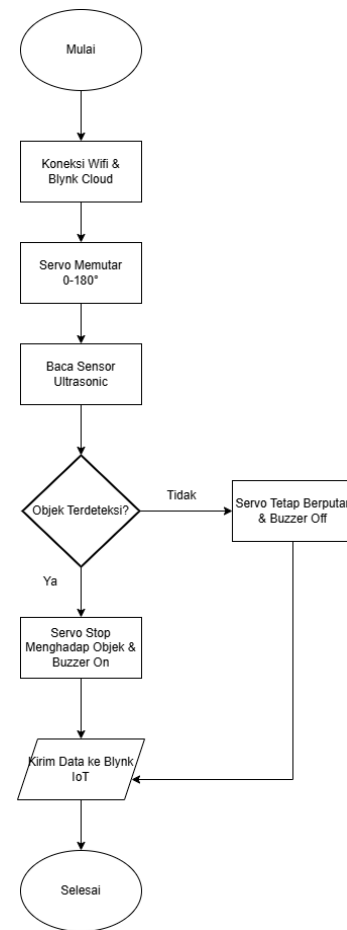 Mulai
Koneksi Wifi &
Blynk Cloud
Servo Memutar
0-180°
Baca Sensor
Ultrasonic
Objek Terdeteksi?
Tidak
Servo Tetap Berputar
& Buzzer Off
Ya
Servo Stop
Menghadap Objek &
Buzzer On
Kirim Data ke Blynk
IoT
Selesai